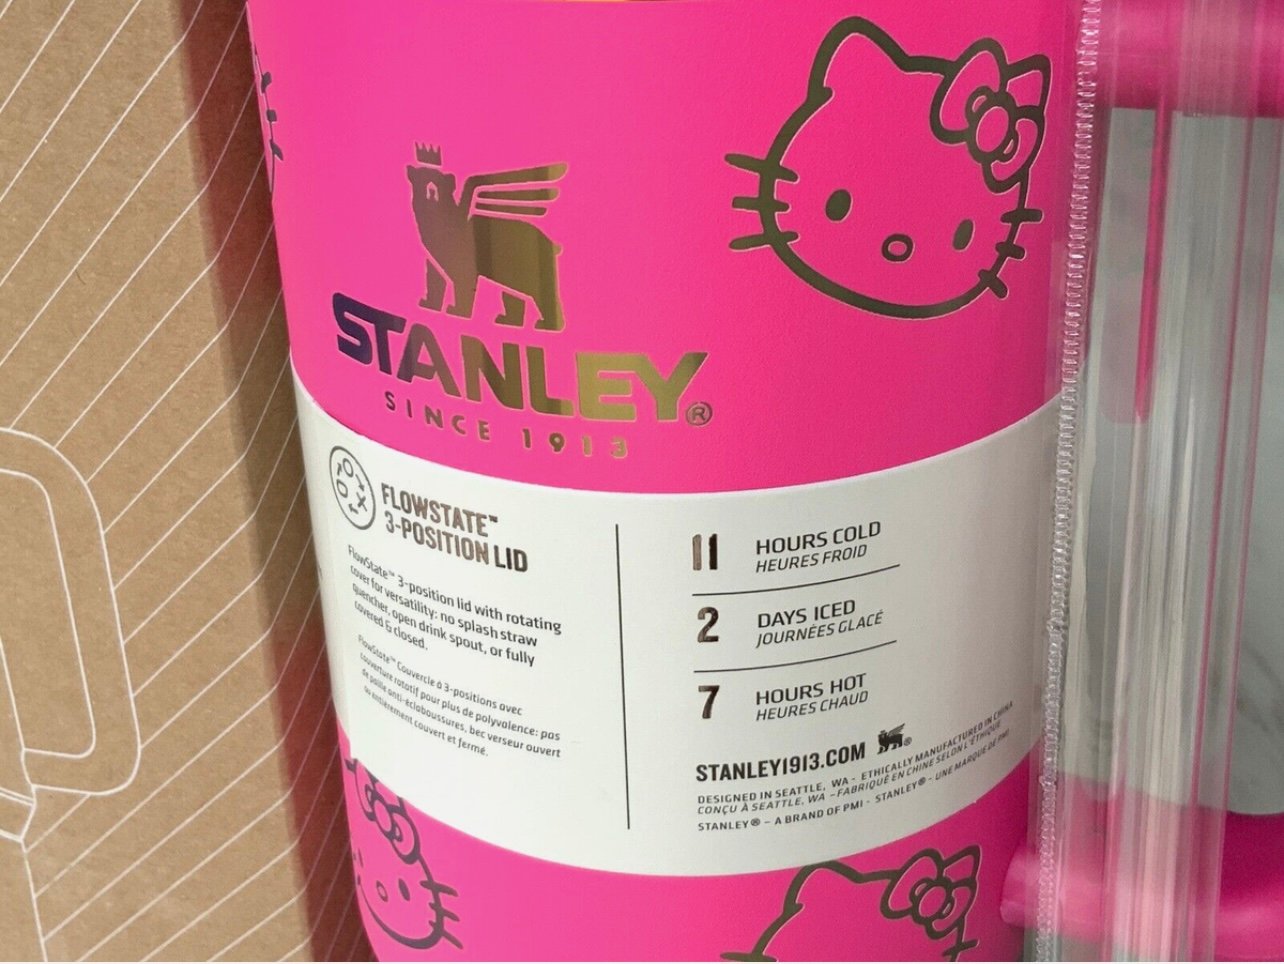 STANLEY®
SINCE 1913
FLOWSTATE™
3-POSITION LID
FlowState™ 3-position lid with rotating
cover for versatility: no splash straw
quencher, open drink spout, or fully
covered & closed.
FlowState™ Couvercle à 3-positions avec
couverture rotatif pour plus de polyvalence: pas
de paille anti-éclaboussures, bec verseur ouvert
ou entièrement couvert et fermé.
11 HOURS COLD
HEURES FROID
2 DAYS ICED
JOURNÉES GLACÉ
7 HOURS HOT
HEURES CHAUD
STANLEY1913.COM ®
DESIGNED IN SEATTLE, WA - ETHICALLY MANUFACTURED IN CHINA
CONÇU À SEATTLE, WA - FABRIQUÉ EN CHINE SELON L'ÉTHIQUE
STANLEY® - A BRAND OF PMI - STANLEY® - UNE MARQUE DE PMI